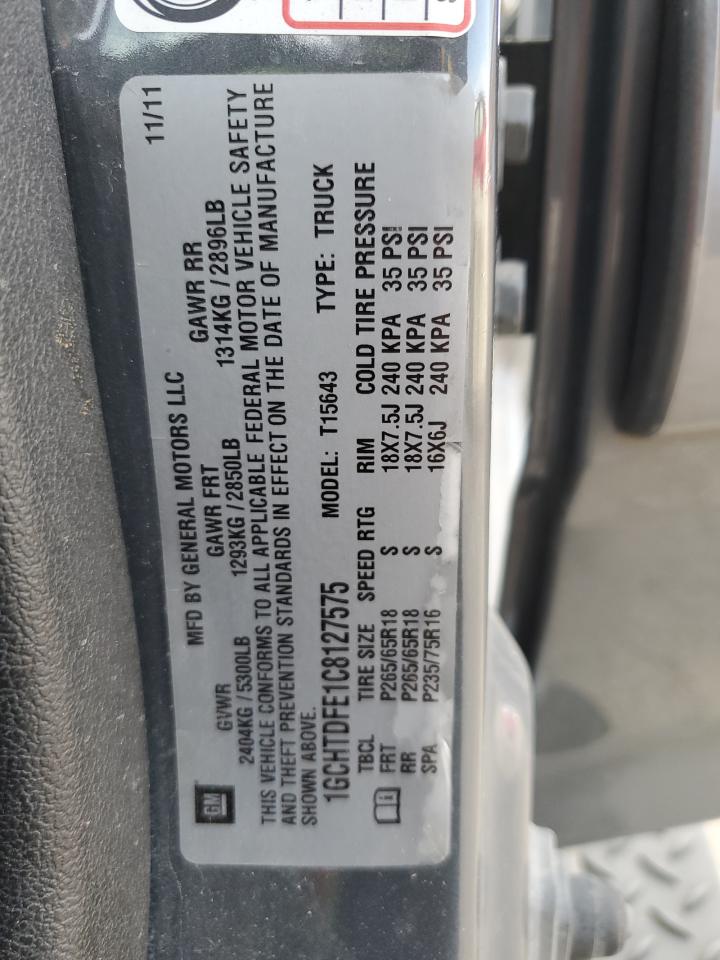 GM
MFD BY GENERAL MOTORS LLC 11/11
GVWR GAWR FRT GAWR RR
2404KG / 5300LB 1293KG / 2850LB 1314KG / 2896LB
THIS VEHICLE CONFORMS TO ALL APPLICABLE FEDERAL MOTOR VEHICLE SAFETY
AND THEFT PREVENTION STANDARDS IN EFFECT ON THE DATE OF MANUFACTURE
SHOWN ABOVE.
1GCHTDFE1C8127575 MODEL: T15643 TYPE: TRUCK
TBCL TIRE SIZE SPEED RTG RIM COLD TIRE PRESSURE
FRT P265/65R18 S 18X7.5J 240 KPA 35 PSI
RR P265/65R18 S 18X7.5J 240 KPA 35 PSI
SPA P235/75R16 S 16X6J 240 KPA 35 PSI